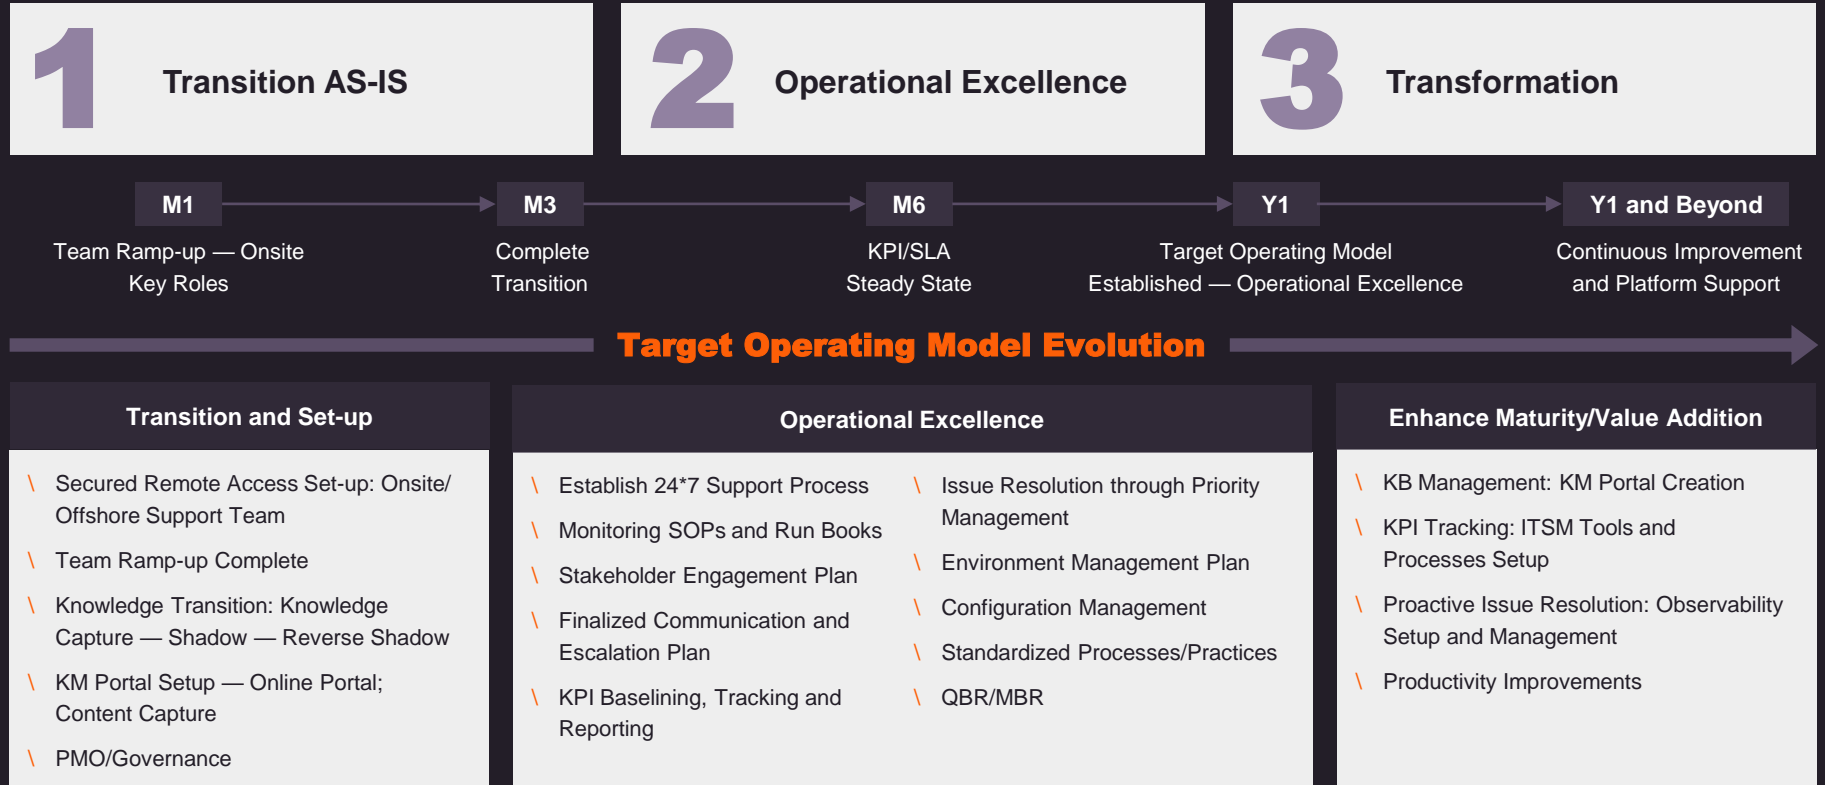 1
Transition AS-IS
2
Operational Excellence
3
Transformation
M1
Team Ramp-up — Onsite
Key Roles
M3
Complete
Transition
M6
KPI/SLA
Steady State
Y1
Target Operating Model
Established — Operational Excellence
Y1 and Beyond
Continuous Improvement
and Platform Support
Target Operating Model Evolution
Transition and Set-up
\ Secured Remote Access Set-up: Onsite/
Offshore Support Team
\ Team Ramp-up Complete
\ Knowledge Transition: Knowledge
Capture — Shadow — Reverse Shadow
\ KM Portal Setup — Online Portal;
Content Capture
\ PMO/Governance
Operational Excellence
\ Establish 24*7 Support Process
\ Monitoring SOPs and Run Books
\ Stakeholder Engagement Plan
\ Finalized Communication and
Escalation Plan
\ KPI Baselining, Tracking and
Reporting
\ Issue Resolution through Priority
Management
\ Environment Management Plan
\ Configuration Management
\ Standardized Processes/Practices
\ QBR/MBR
Enhance Maturity/Value Addition
\ KB Management: KM Portal Creation
\ KPI Tracking: ITSM Tools and
Processes Setup
\ Proactive Issue Resolution: Observability
Setup and Management
\ Productivity Improvements